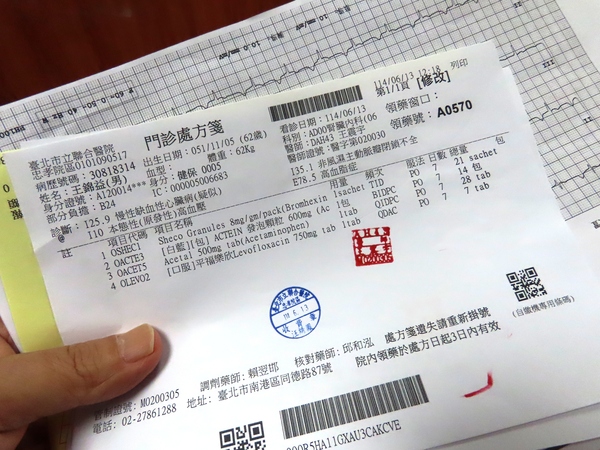 門診處方箋
114/06/13 12:18 列印
第1/1頁 [修改]
臺北市立聯合醫院
忠孝院區0101090517
出生日期:051/11/05 (62歲)
看診日期:114/06/13
領藥窗口:
病歷號碼:30818314
體重:62Kg
科別:AD00腎臟內科(06
領藥號: A0570
姓名:王錦益(男)
血型:
醫師:DAH43 王震宇
身分證號:A120014***
身分:健保 0005
醫師證號:醫字第020030
部分負擔:B24
IC:000005006683
診斷:125.9 慢性缺血性心臟病(疑似)
135.1 非風濕主動脈瓣閉鎖不全
@ 110 本態性(原發性)高血壓
E78.5 高血脂症
註 項目代碼 項目名稱 用量 頻次 服法 日數 總量
1 OSHEC1 Sheco Granules 8mg/gm/pack(Bromhexin 1sachet TID PO 7 21 sachet
2 OACTE3 [白藍][包] ACTEIN 發泡顆粒 600mg (Ac 1包 BIDPC PO 7 14 包
3 OACET5 Acetal 500mg tab(Acetaminophen) 1tab QIDPC PO 7 7 tab
4 OLEVO2 [口服]平福樂欣Levofloxacin 750mg tab 1tab QDAC PO 7 7 tab
M0200305
(自繳機專用條碼)
調劑藥師: 賴翌邯
核對藥師: 邱和泓
處方箋遺失請重新掛號
M0200305
地址: 臺北市南港區同德路87號
院內領藥於處方日起3日內有效
電話: 02-27861288